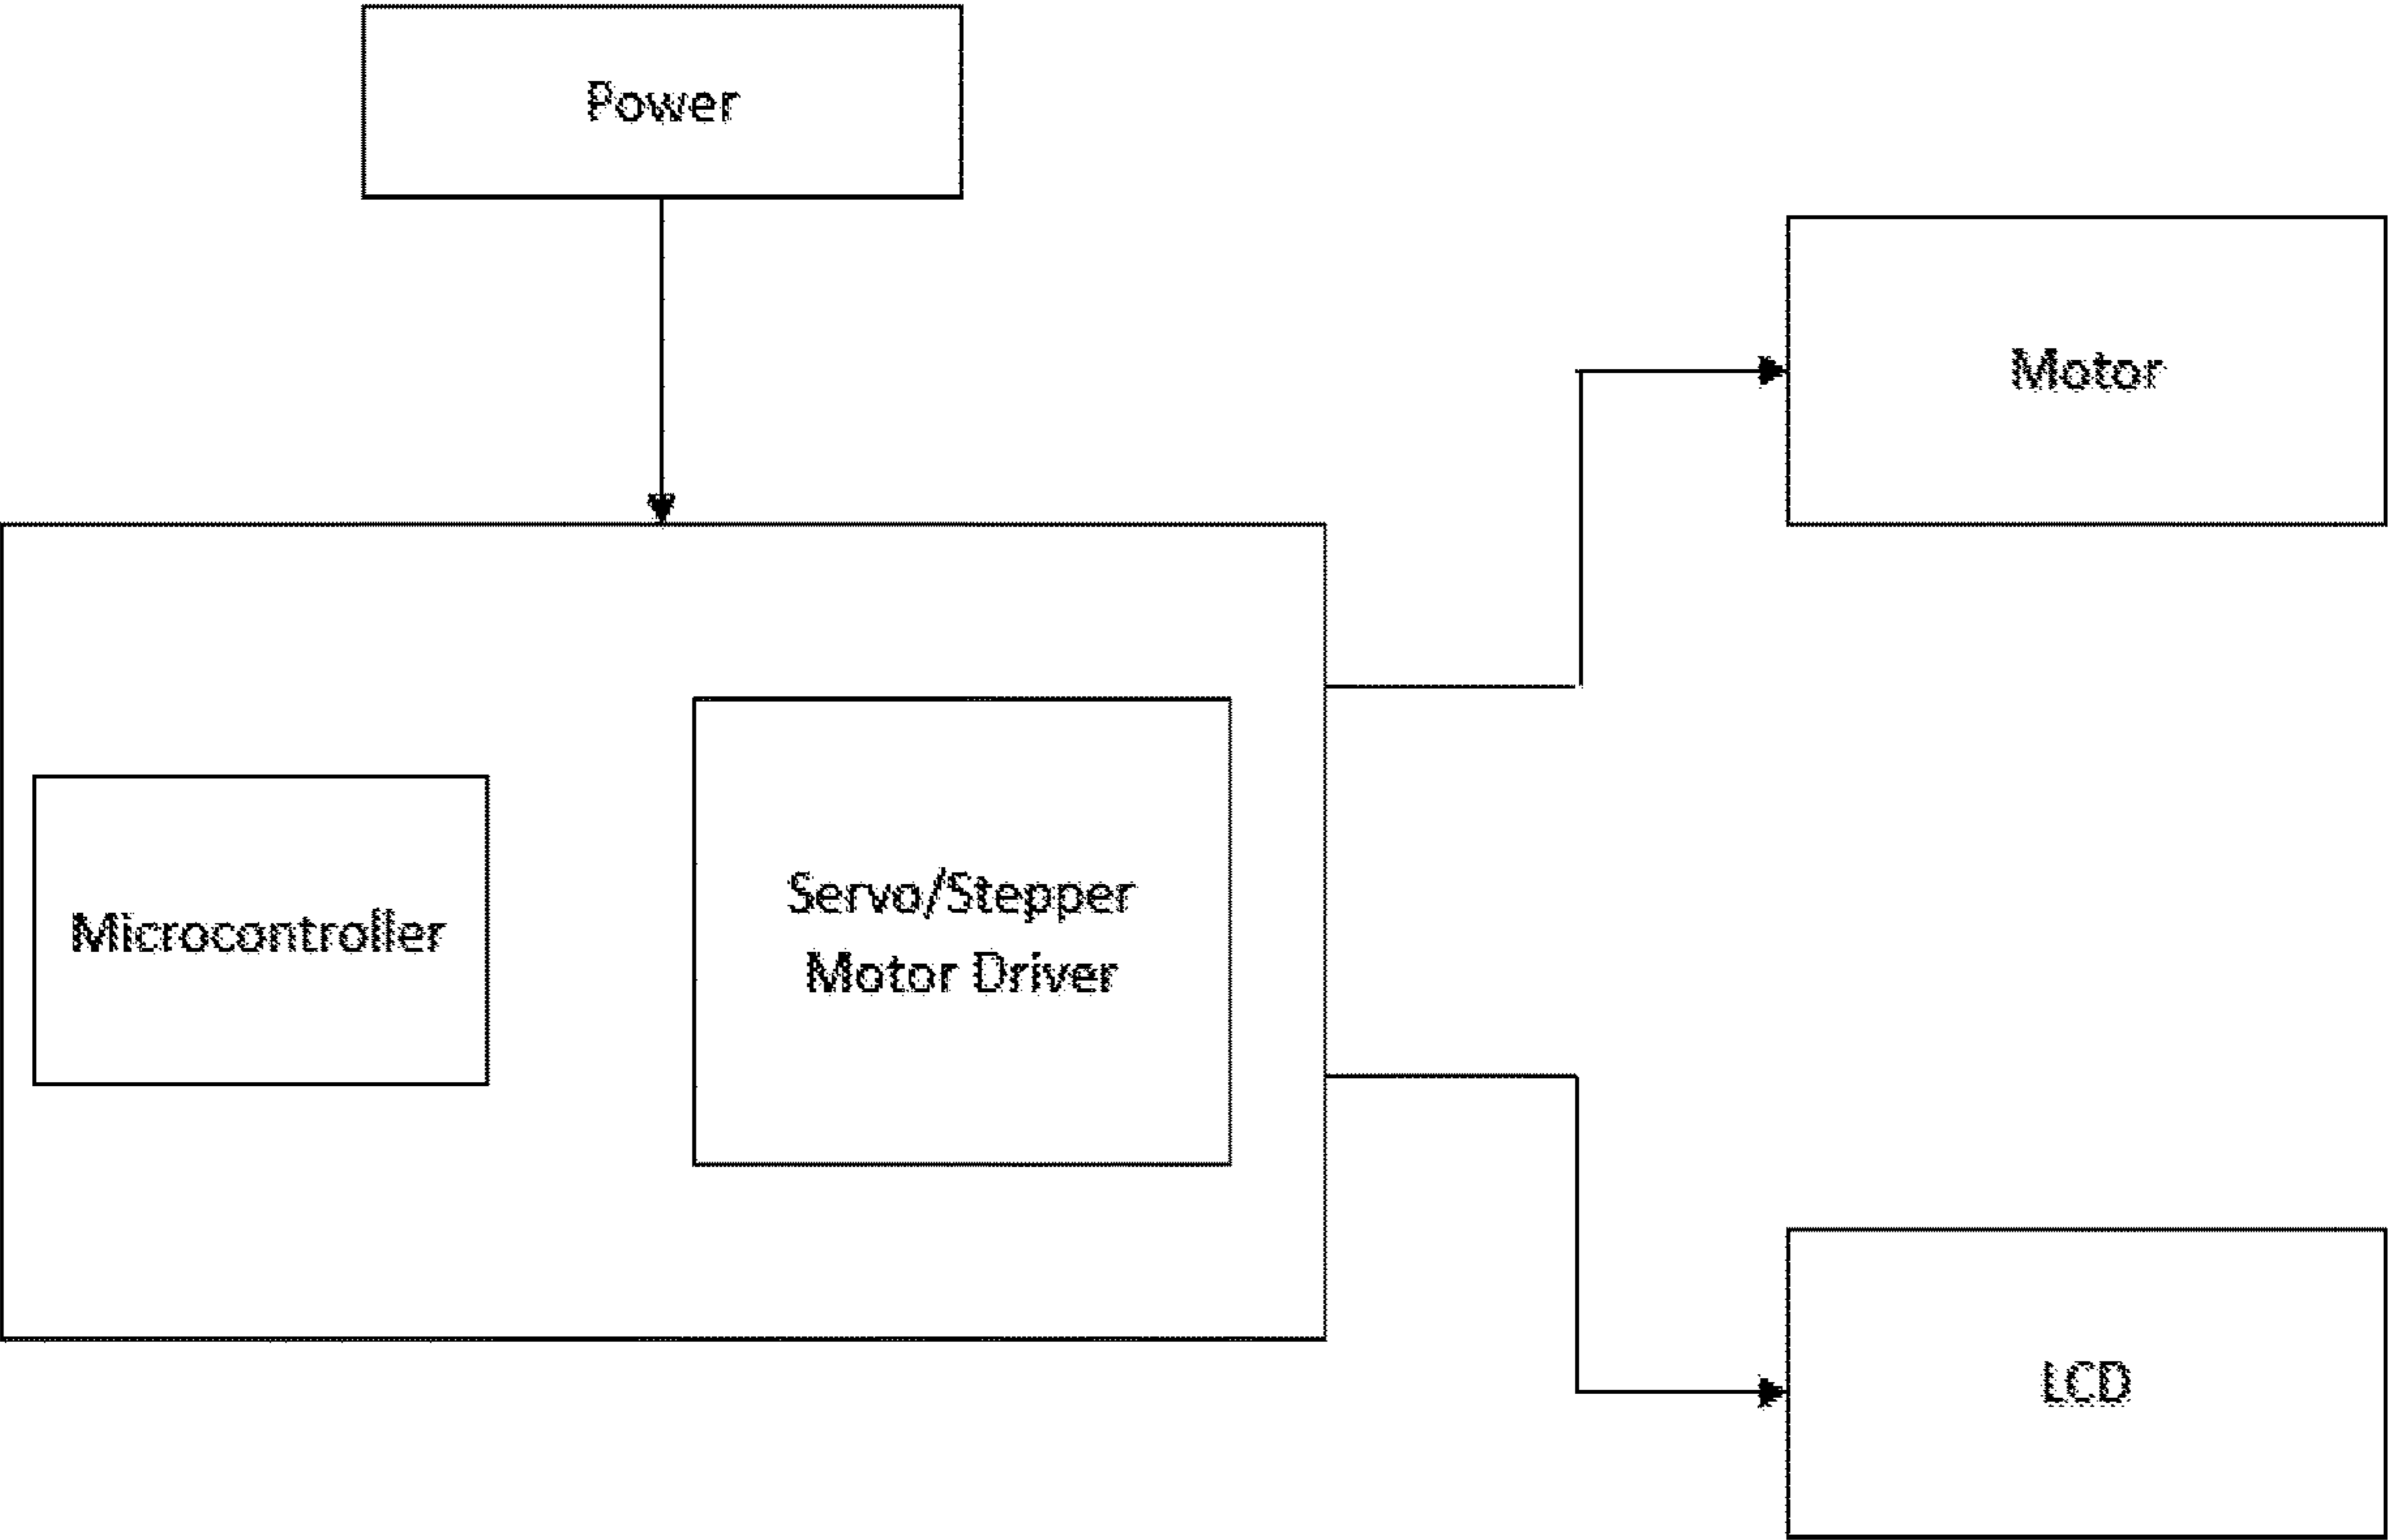 Power
Motor
Microcontroller
Servo/Stepper
Motor Driver
LCD